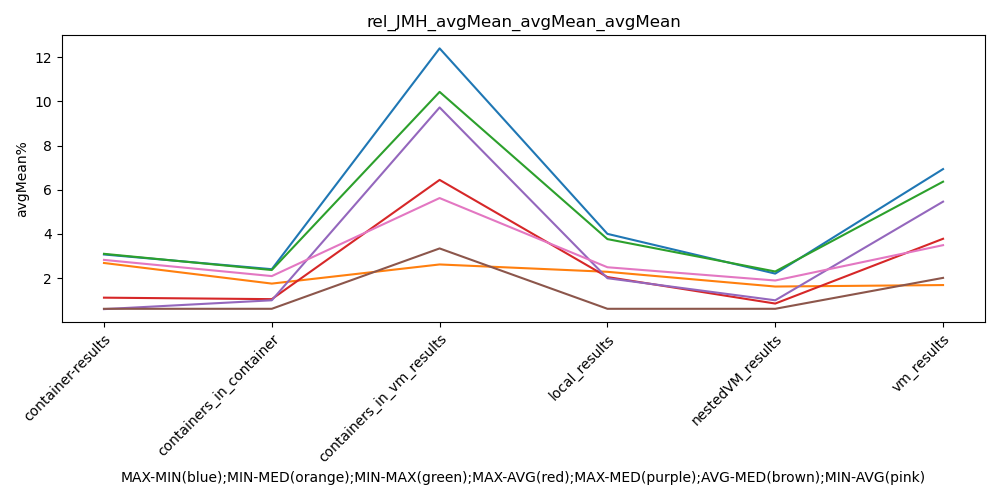 rel_JMH_avgMean_avgMean_avgMean
avgMean%
12
10
8
6
4
2
container-results
containers_in_container
containers_in_vm_results
local_results
nestedVM_results
vm_results
MAX-MIN(blue);MIN-MED(orange);MIN-MAX(green);MAX-AVG(red);MAX-MED(purple);AVG-MED(brown);MIN-AVG(pink)